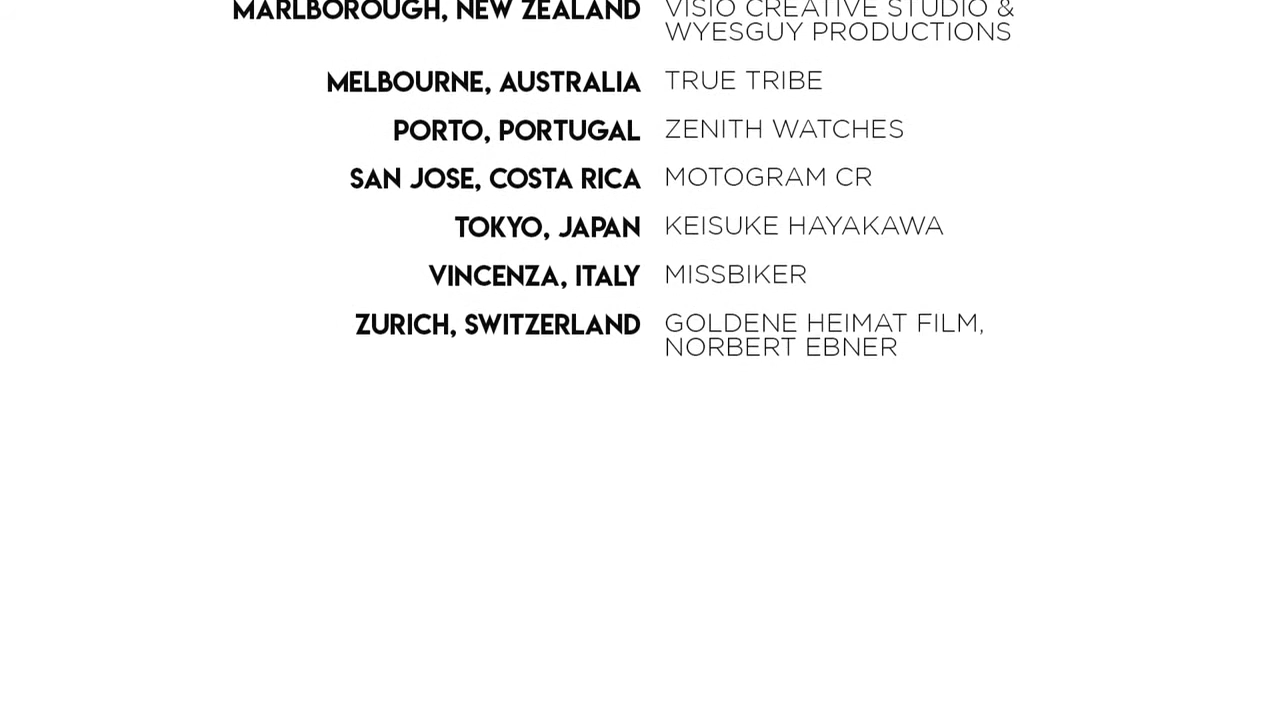 MARLBOROUGH, NEW ZEALAND VISIO CREATIVE STUDIO &
WYESGUY PRODUCTIONS
MELBOURNE, AUSTRALIA TRUE TRIBE
PORTO, PORTUGAL ZENITH WATCHES
SAN JOSE, COSTA RICA MOTOGRAM CR
TOKYO, JAPAN KEISUKE HAYAKAWA
VINCENZA, ITALY MISSBIKER
ZURICH, SWITZERLAND GOLDENE HEIMAT FILM,
NORBERT EBNER